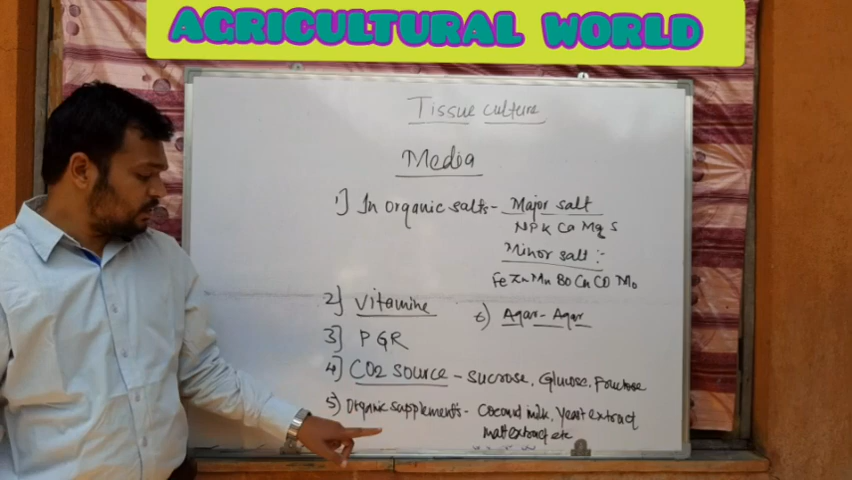 AGRICULTURAL WORLD
Tissue culture
Media
1) In organic salts - Major salt
N P K Ca Mg S
Minor salt :-
Fe Zn Mn Bo Cu CO Mo
2) Vitamine
6) Agar - Agar
3) PGR
4) CO2 source - Sucrose, Glucose, Fructose
5) Organic supplements - Coconut milk, Yeast extract
Malt extract etc